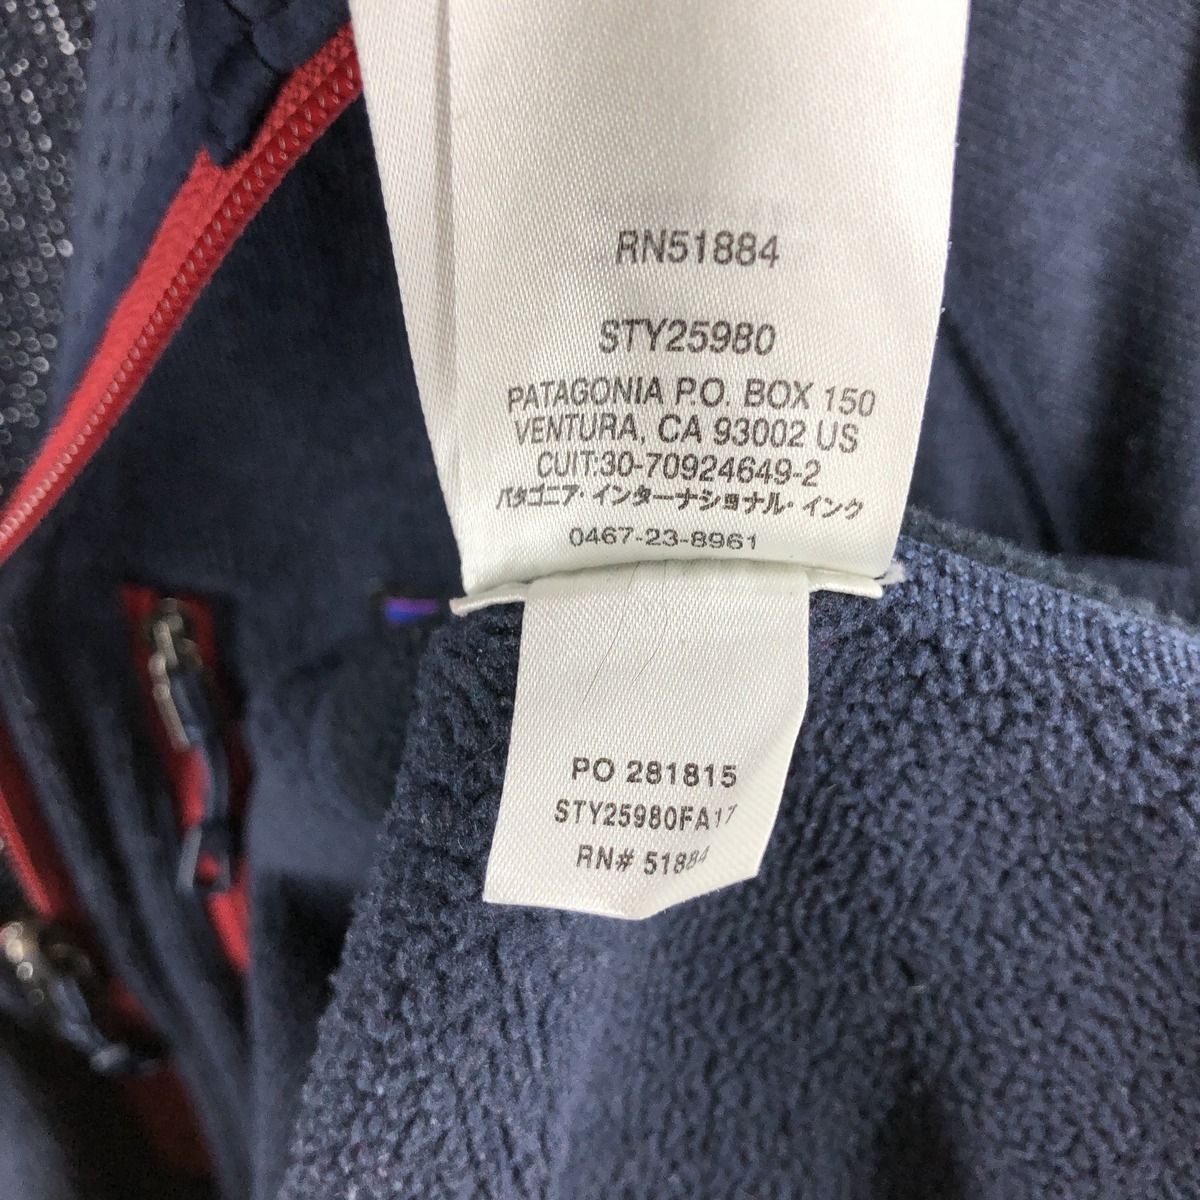 RN51884
STY25980
PATAGONIA P.O. BOX 150
VENTURA, CA 93002 US
CUIT:30-70924649-2
パタゴニア・インターナショナル・インク
0467-23-8961
PO 281815
STY25980FA17
RN# 51884